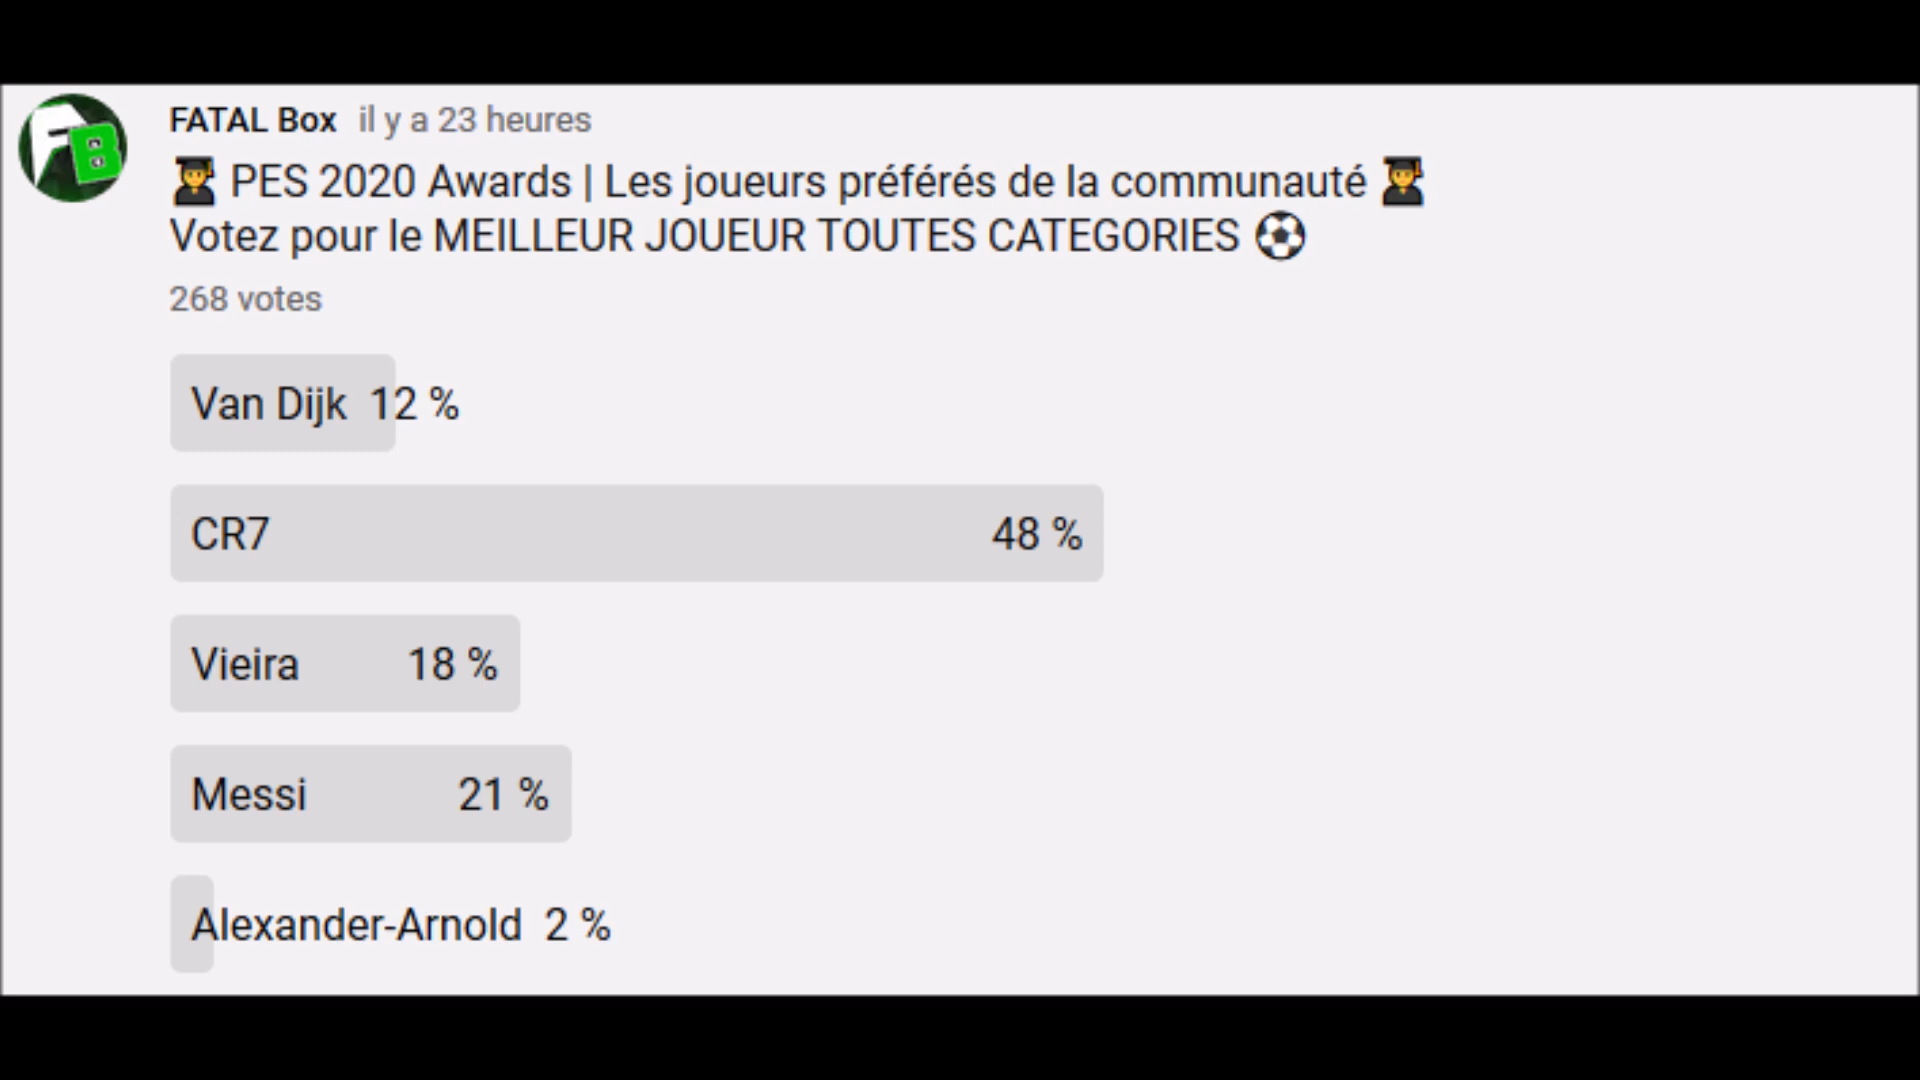 FB
FATAL Box il y a 23 heures
👨‍🎓 PES 2020 Awards | Les joueurs préférés de la communauté 👨‍🎓
Votez pour le MEILLEUR JOUEUR TOUTES CATEGORIES ⚽
268 votes
Van Dijk 12 %
CR7 48 %
Vieira 18 %
Messi 21 %
Alexander-Arnold 2 %